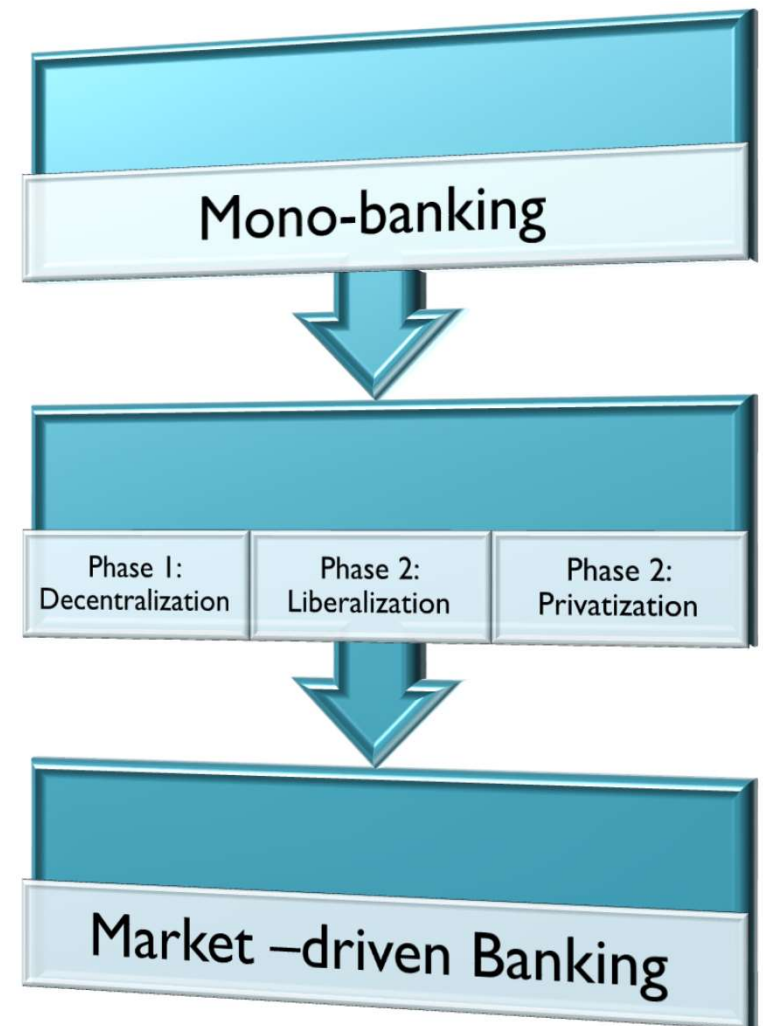 Mono-banking
Phase 1:
Decentralization
Phase 2:
Liberalization
Phase 2:
Privatization
Market –driven Banking